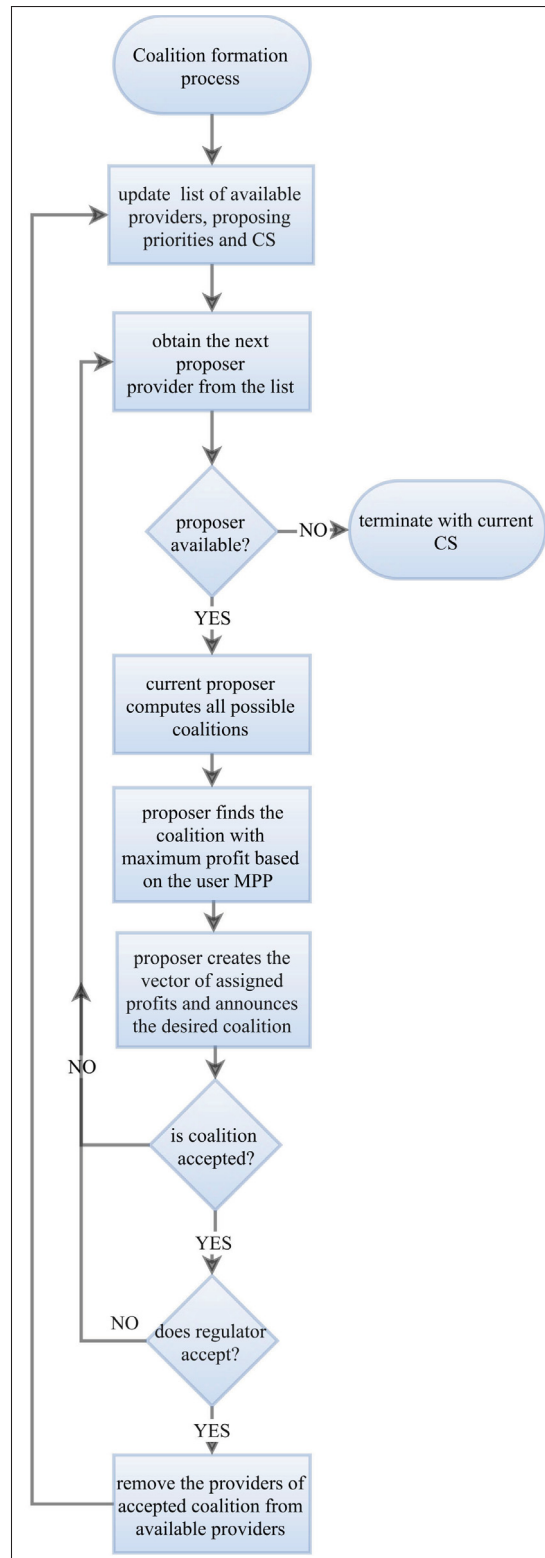 Coalition formation
process
update list of available
providers, proposing
priorities and CS
obtain the next
proposer
provider from the list
proposer
available?
NO
terminate with current
CS
YES
current proposer
computes all possible
coalitions
proposer finds the
coalition with
maximum profit based
on the user MPP
proposer creates the
vector of assigned
profits and announces
the desired coalition
NO
is coalition
accepted?
YES
NO
does regulator
accept?
YES
remove the providers of
accepted coalition from
available providers